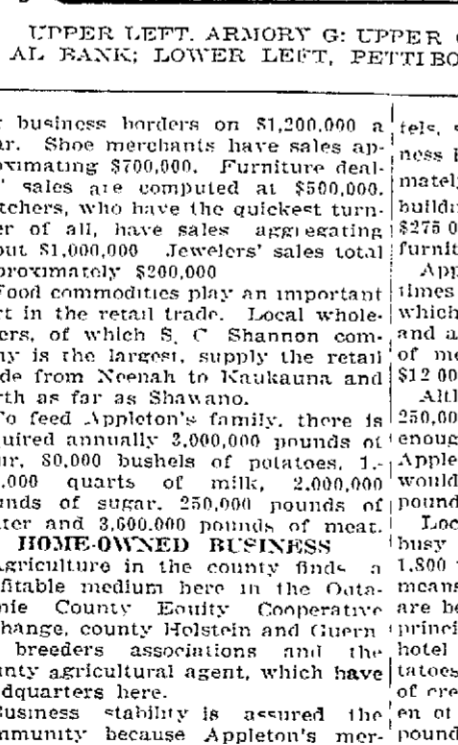 UPPER LEFT. ARMORY G: UPPER
AL BANK; LOWER LEFT, PETTIBO
business borders on $1,200,000 a
ar. Shoe merchants have sales ap-
oximating $700,000. Furniture deal-
' sales are computed at $500,000.
tchers, who have the quickest turn-
er of all, have sales aggregating
out $1,000,000 Jewelers' sales total
proximately $200,000
Food commodities play an important
rt in the retail trade. Local whole-
ers, of which S. C Shannon com-
ny is the largest, supply the retail
de from Neenah to Kaukauna and
rth as far as Shawano.
To feed Appleton's family, there is
quired annually 3,000,000 pounds of
ur, 80,000 bushels of potatoes, 1,-
,000 quarts of milk, 2,000,000
unds of sugar, 250,000 pounds of
tter and 3,600,000 pounds of meat.
HOME-OWNED BUSINESS
Agriculture in the county finds a
fitable medium here in the Outa-
mie County Equity Cooperative
change, county Holstein and Guern
breeders associations and the
unty agricultural agent, which have
dquarters here.
Business stability is assured the
mmunity because Appleton's mer-
tels,
ness
mately
buildi
$275 0
furnit
App
times
which
and a
of me
$12 00
Alth
250,00
enoug
Apple
would
pound
Loc
busy
1,800
means
are be
princi
hotel
tatoes
of cre
en of
pound